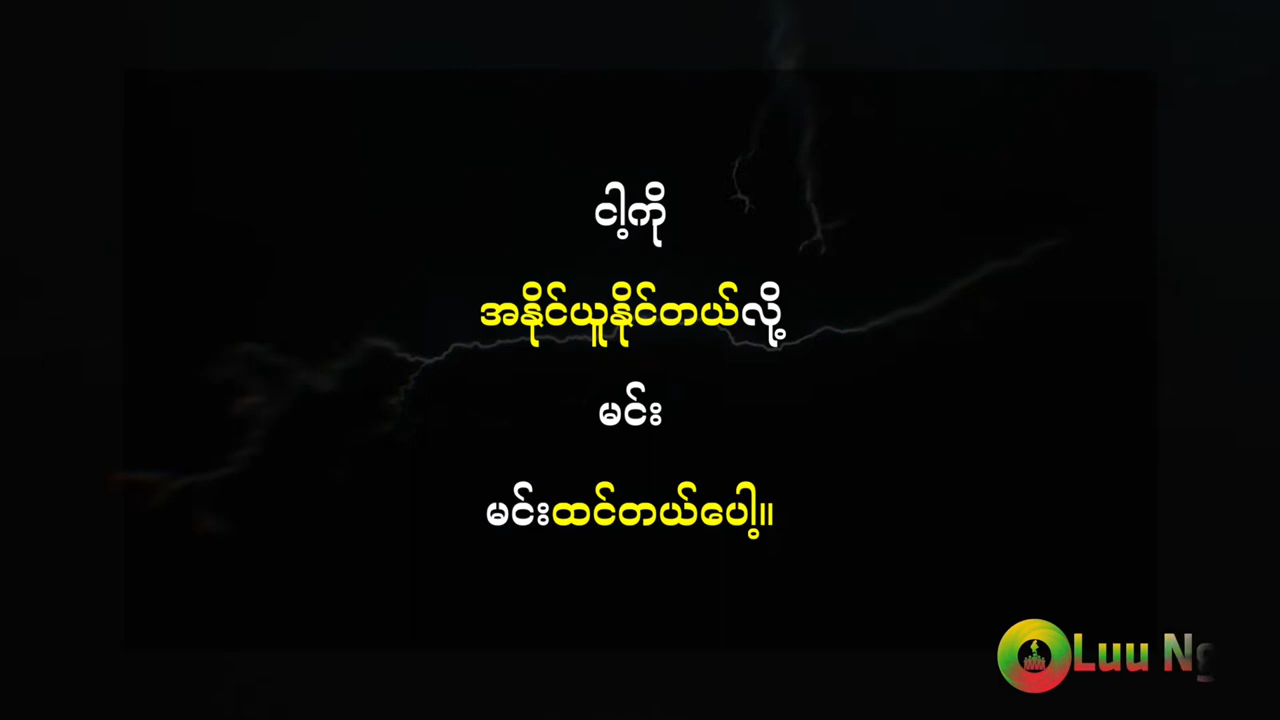 ငါ့ကို
အနိုင်ယူနိုင်တယ်လို့
မင်း
မင်းထင်တယ်ပေါ့။
Luu Ng